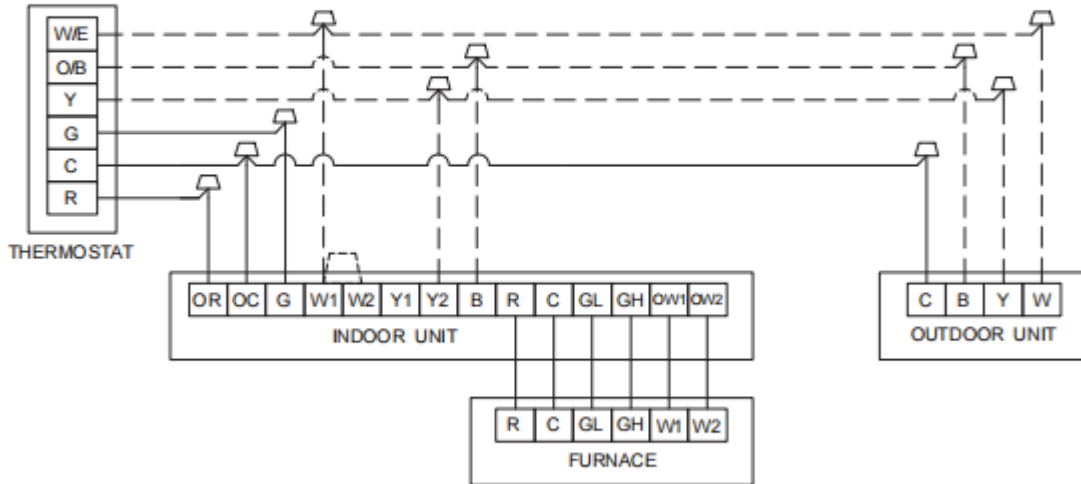 W/E
O/B
Y
G
C
R
THERMOSTAT
OR OC G W1 W2 Y1 Y2 B R C GL GH OW1 OW2
INDOOR UNIT
C B Y W
OUTDOOR UNIT
R C GL GH W1 W2
FURNACE